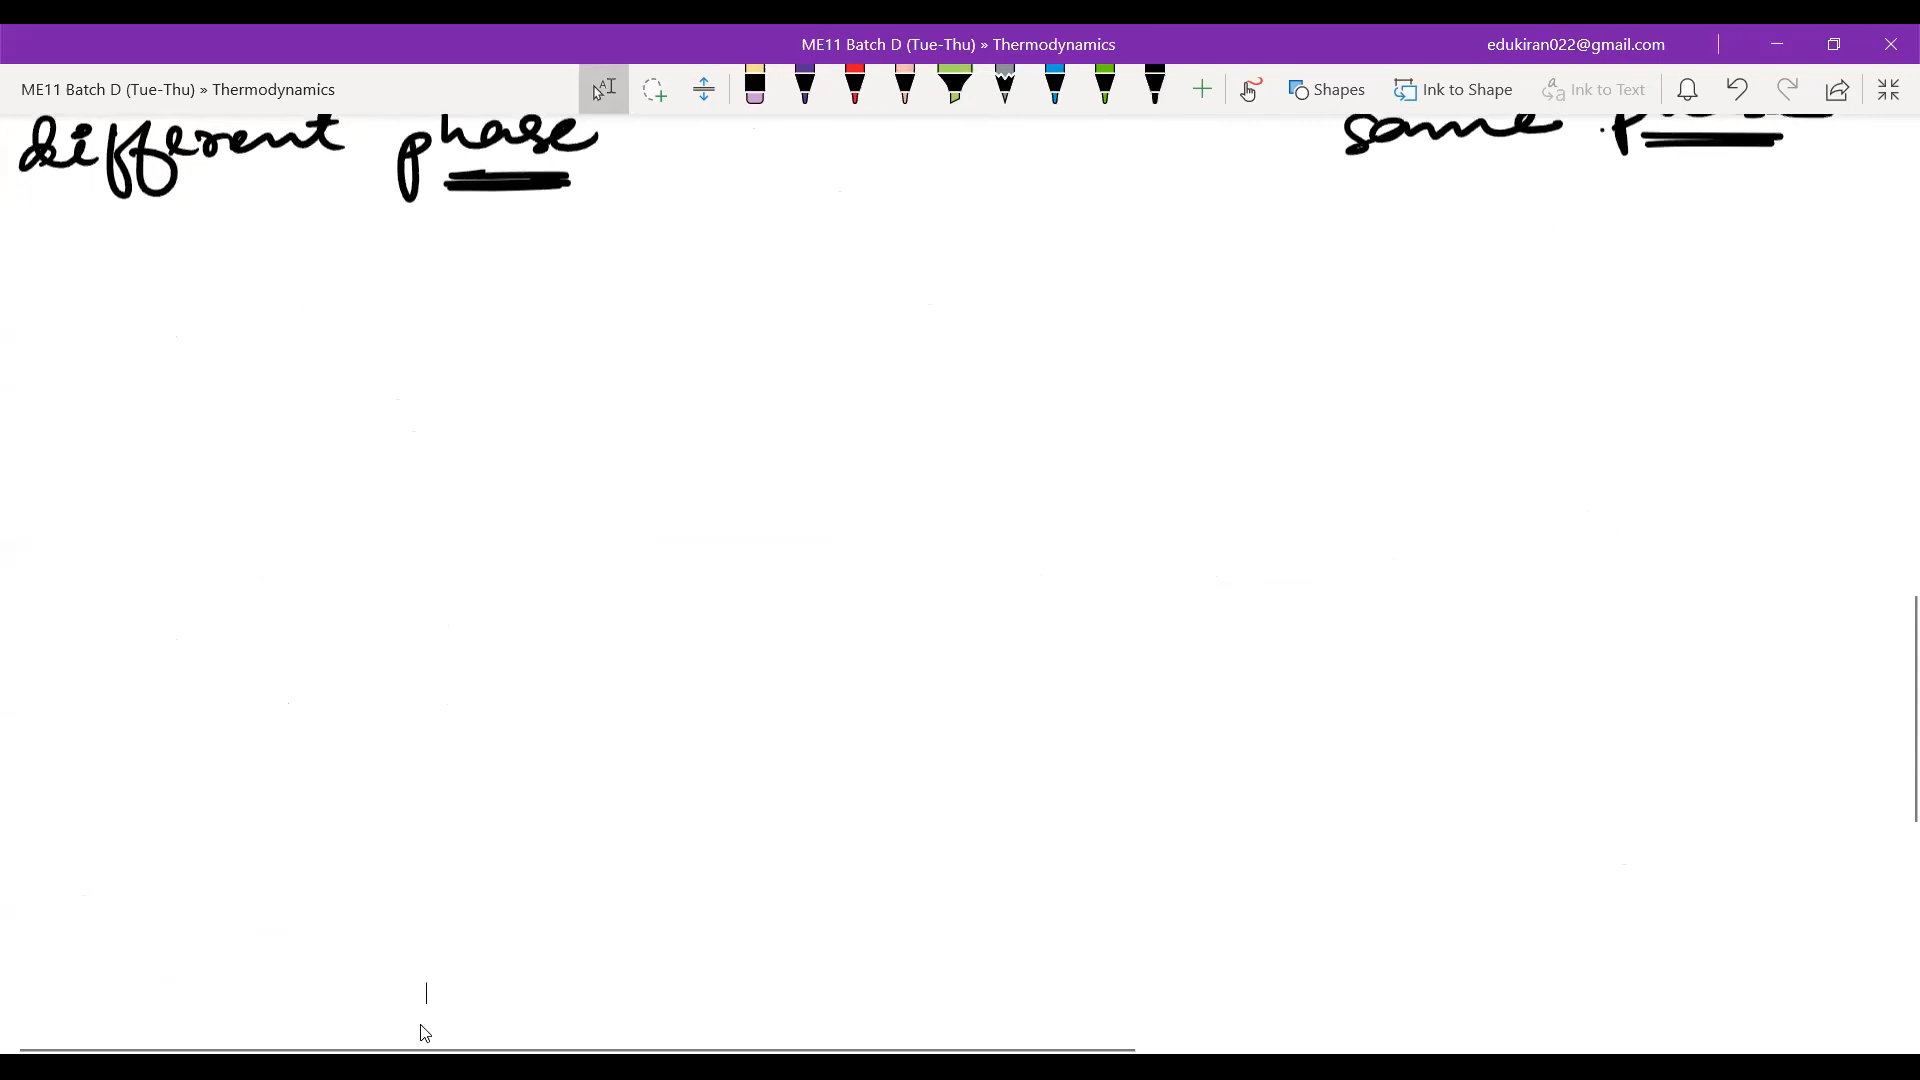 ME11 Batch D (Tue-Thu) » Thermodynamics
edukiran022@gmail.com
ME11 Batch D (Tue-Thu) » Thermodynamics
Shapes
Ink to Shape
Ink to Text
different phase
same